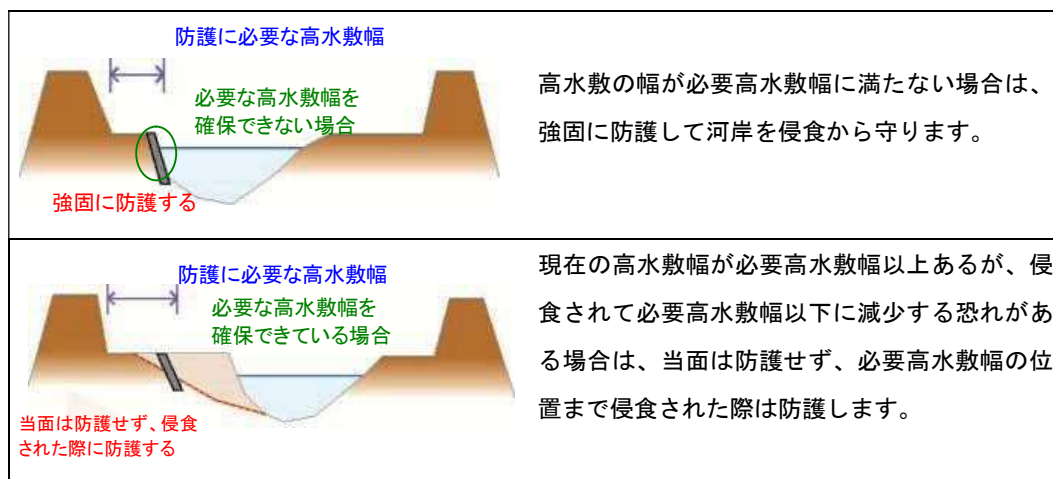 防護に必要な高水敷幅
必要な高水敷幅を
確保できない場合
強固に防護する
高水敷の幅が必要高水敷幅に満たない場合は、
強固に防護して河岸を侵食から守ります。
防護に必要な高水敷幅
必要な高水敷幅を
確保できている場合
当面は防護せず、侵食
された際に防護する
現在の高水敷幅が必要高水敷幅以上あるが、侵
食されて必要高水敷幅以下に減少する恐れがあ
る場合は、当面は防護せず、必要高水敷幅の位
置まで侵食された際は防護します。